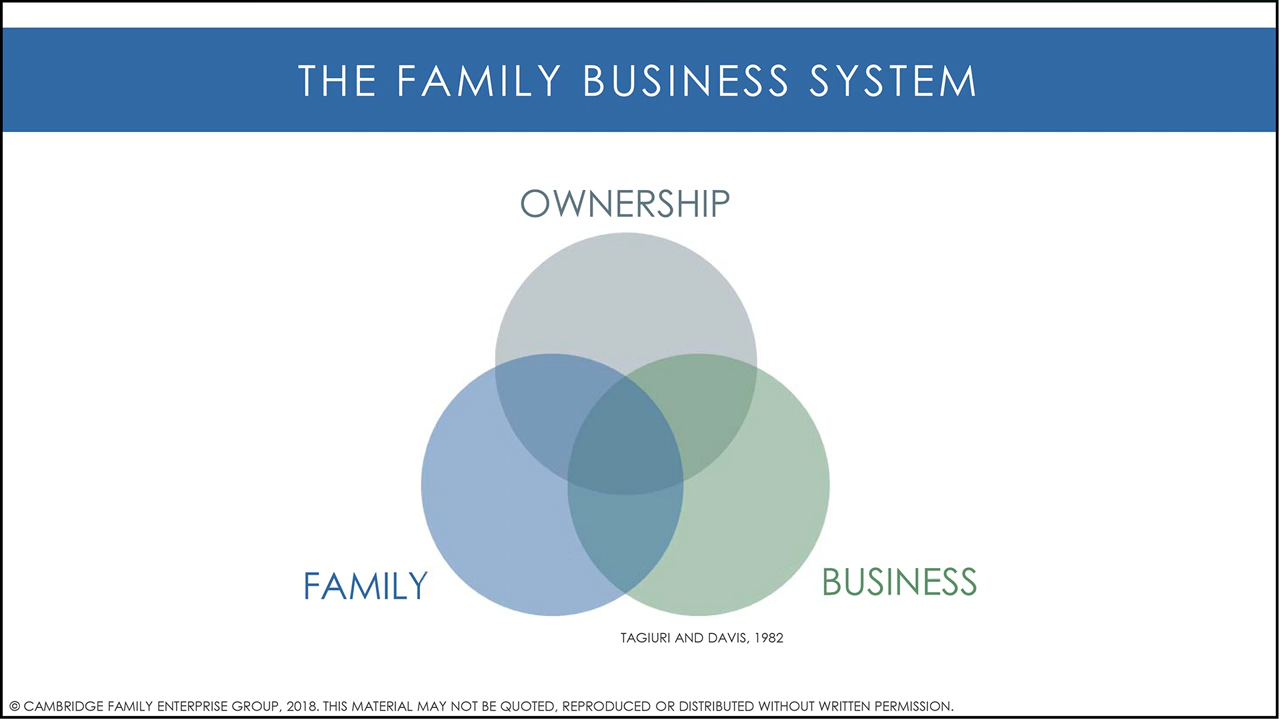 THE FAMILY BUSINESS SYSTEM
OWNERSHIP
FAMILY
BUSINESS
TAGIURI AND DAVIS, 1982
© CAMBRIDGE FAMILY ENTERPRISE GROUP, 2018. THIS MATERIAL MAY NOT BE QUOTED, REPRODUCED OR DISTRIBUTED WITHOUT WRITTEN PERMISSION.